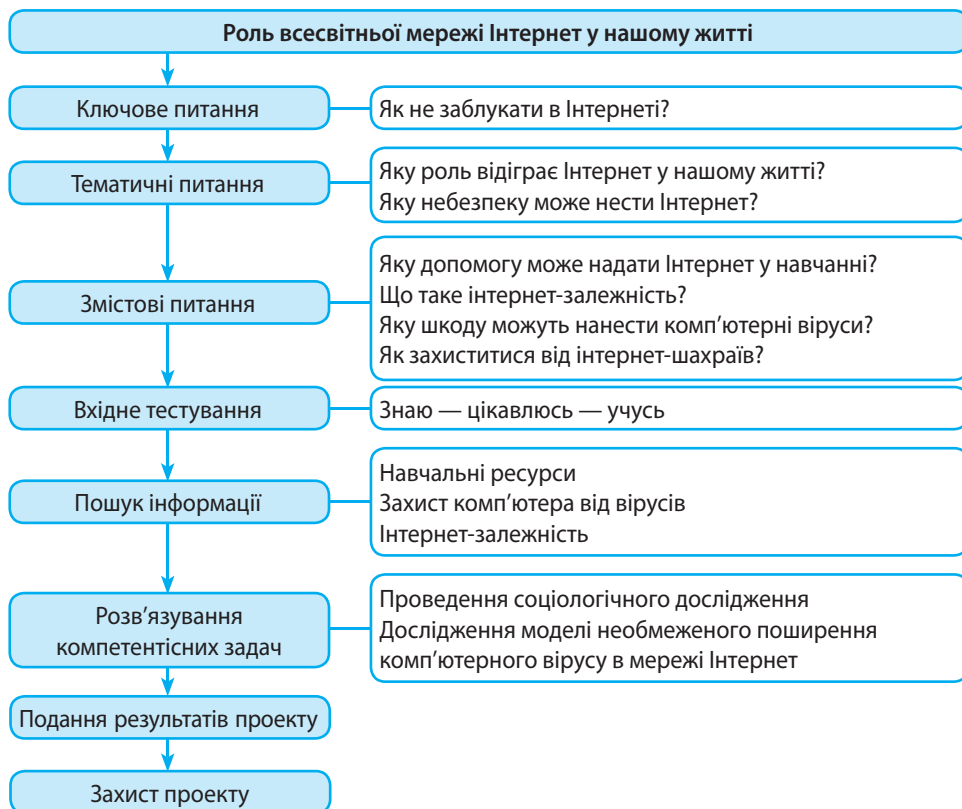 Роль всесвітньої мережі Інтернет у нашому житті
Ключове питання
Як не заблукати в Інтернеті?
Тематичні питання
Яку роль відіграє Інтернет у нашому житті?
Яку небезпеку може нести Інтернет?
Змістові питання
Яку допомогу може надати Інтернет у навчанні?
Що таке інтернет-залежність?
Яку шкоду можуть нанести комп'ютерні віруси?
Як захиститися від інтернет-шахраїв?
Вхідне тестування
Знаю — цікавлюсь — учусь
Пошук інформації
Навчальні ресурси
Захист комп'ютера від вірусів
Інтернет-залежність
Розв'язування
компетентісних задач
Проведення соціологічного дослідження
Дослідження моделі необмеженого поширення
комп'ютерного вірусу в мережі Інтернет
Подання результатів проекту
Захист проекту